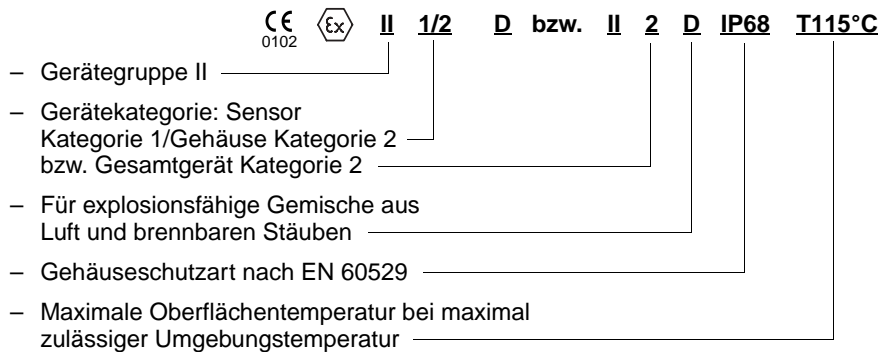 CE 0102 Ex II 1/2 D bzw. II 2 D IP68 T115°C
– Gerätegruppe II
– Gerätekategorie: Sensor
Kategorie 1/Gehäuse Kategorie 2
bzw. Gesamtgerät Kategorie 2
– Für explosionsfähige Gemische aus
Luft und brennbaren Stäuben
– Gehäuseschutzart nach EN 60529
– Maximale Oberflächentemperatur bei maximal
zulässiger Umgebungstemperatur